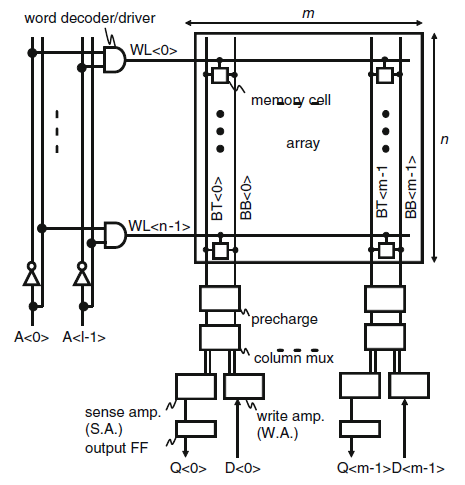 m
word decoder/driver
WL<0>
memory cell
array
n
BT<0>
BB<0>
BT<m-1
BB<m-1>
WL<n-1>
precharge
A<0> A<l-1>
column mux
sense amp.
(S.A.)
output FF
write amp.
(W.A.)
Q<0> D<0> Q<m-1>D<m-1>